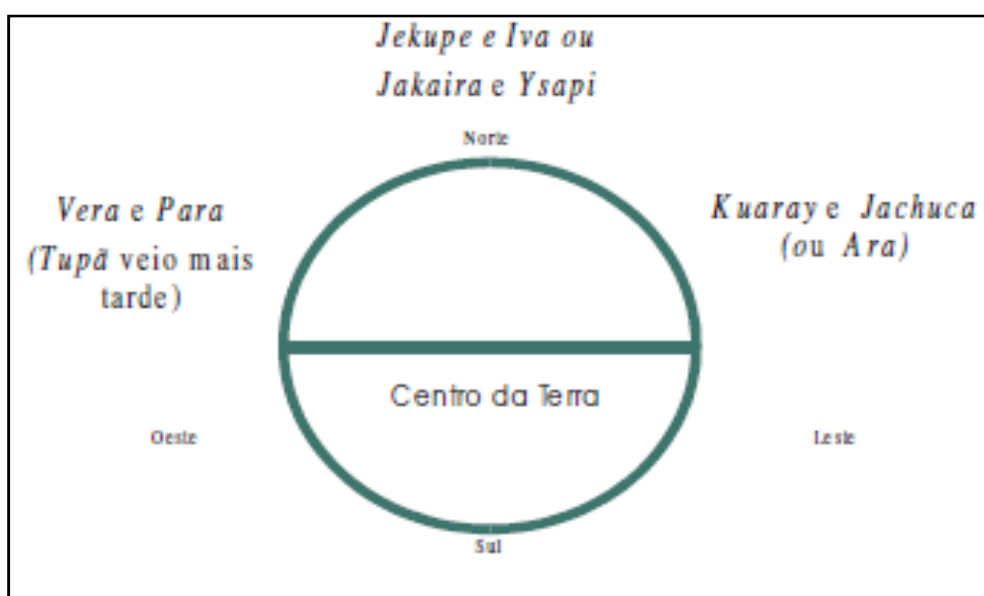 Jekupe e Iva ou
Jakaira e Ysapi
Norte
Vera e Para
(Tupã veio mais
tarde)
Kuaray e Jachuca
(ou Ara)
Centro da Terra
Oeste
Leste
Sul